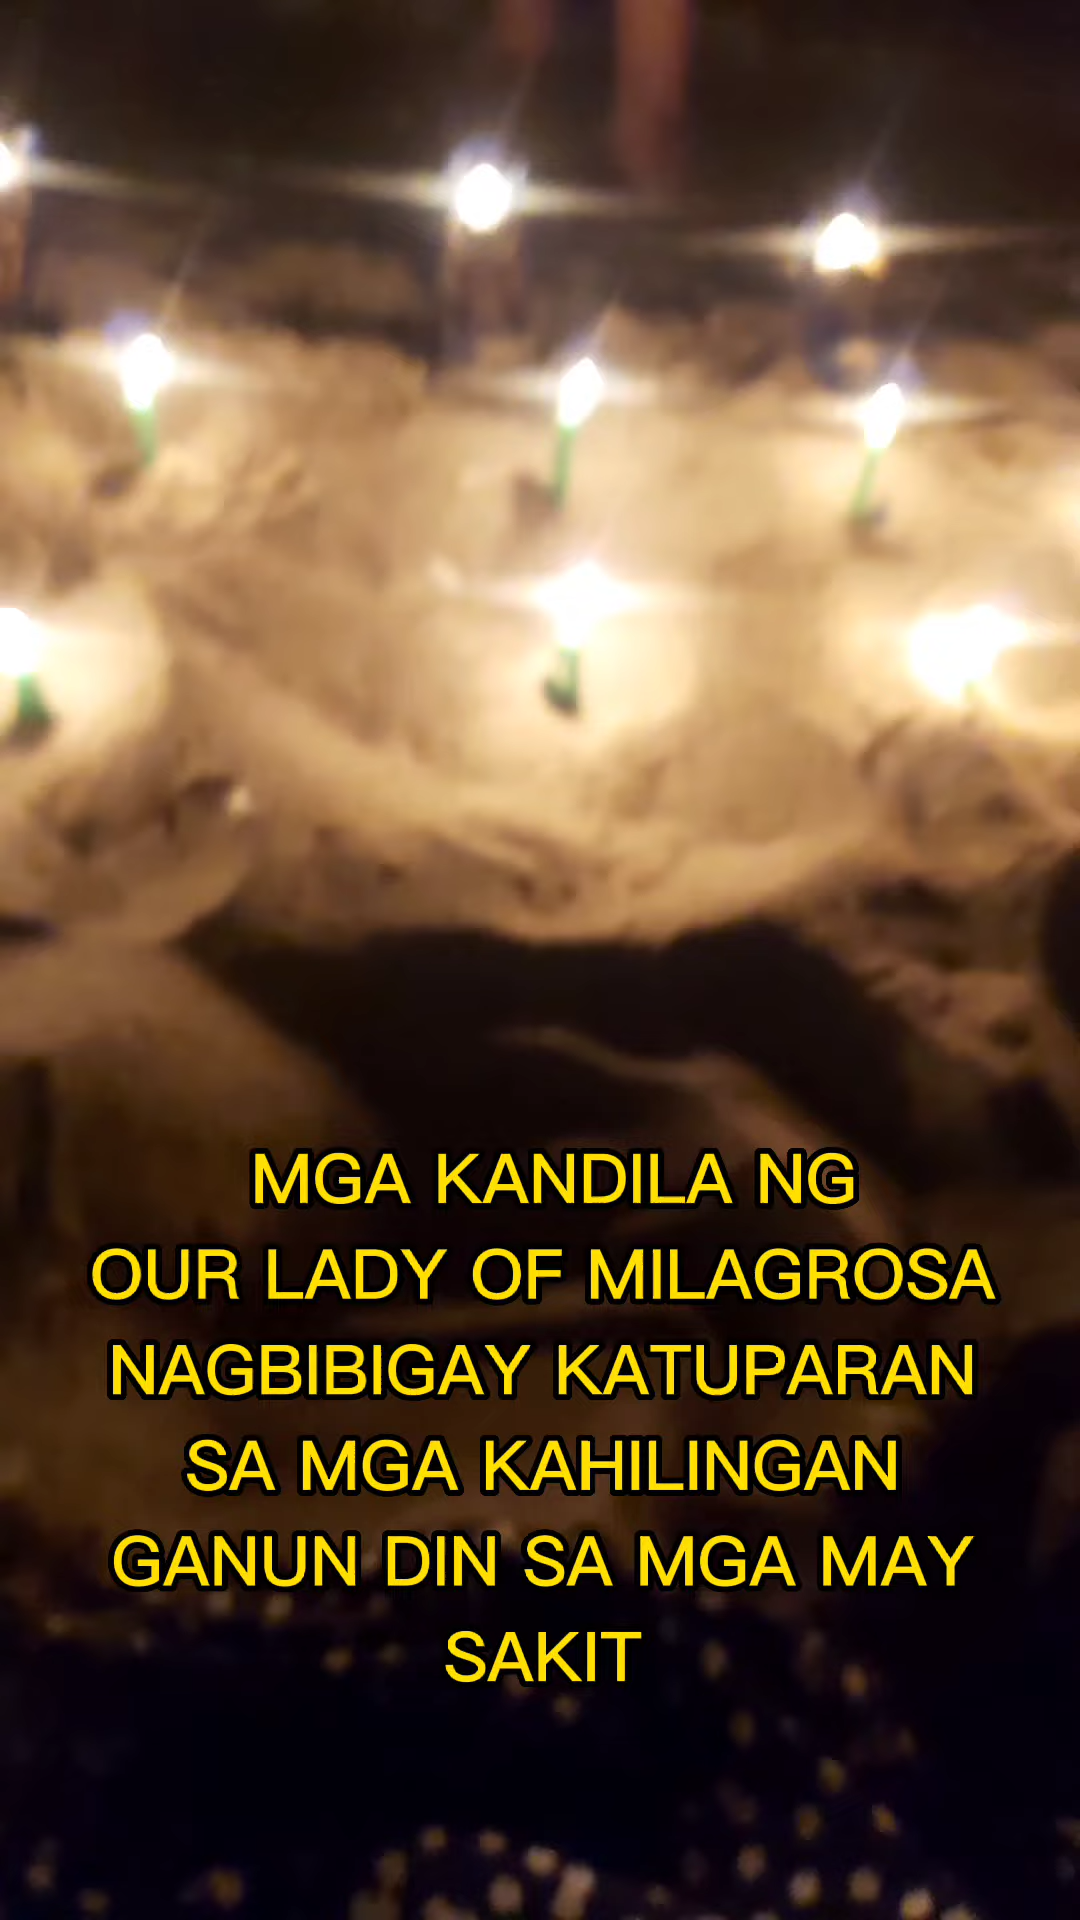 MGA KANDILA NG
OUR LADY OF MILAGROSA
NAGBIBIGAY KATUPARAN
SA MGA KAHILINGAN
GANUN DIN SA MGA MAY
SAKIT